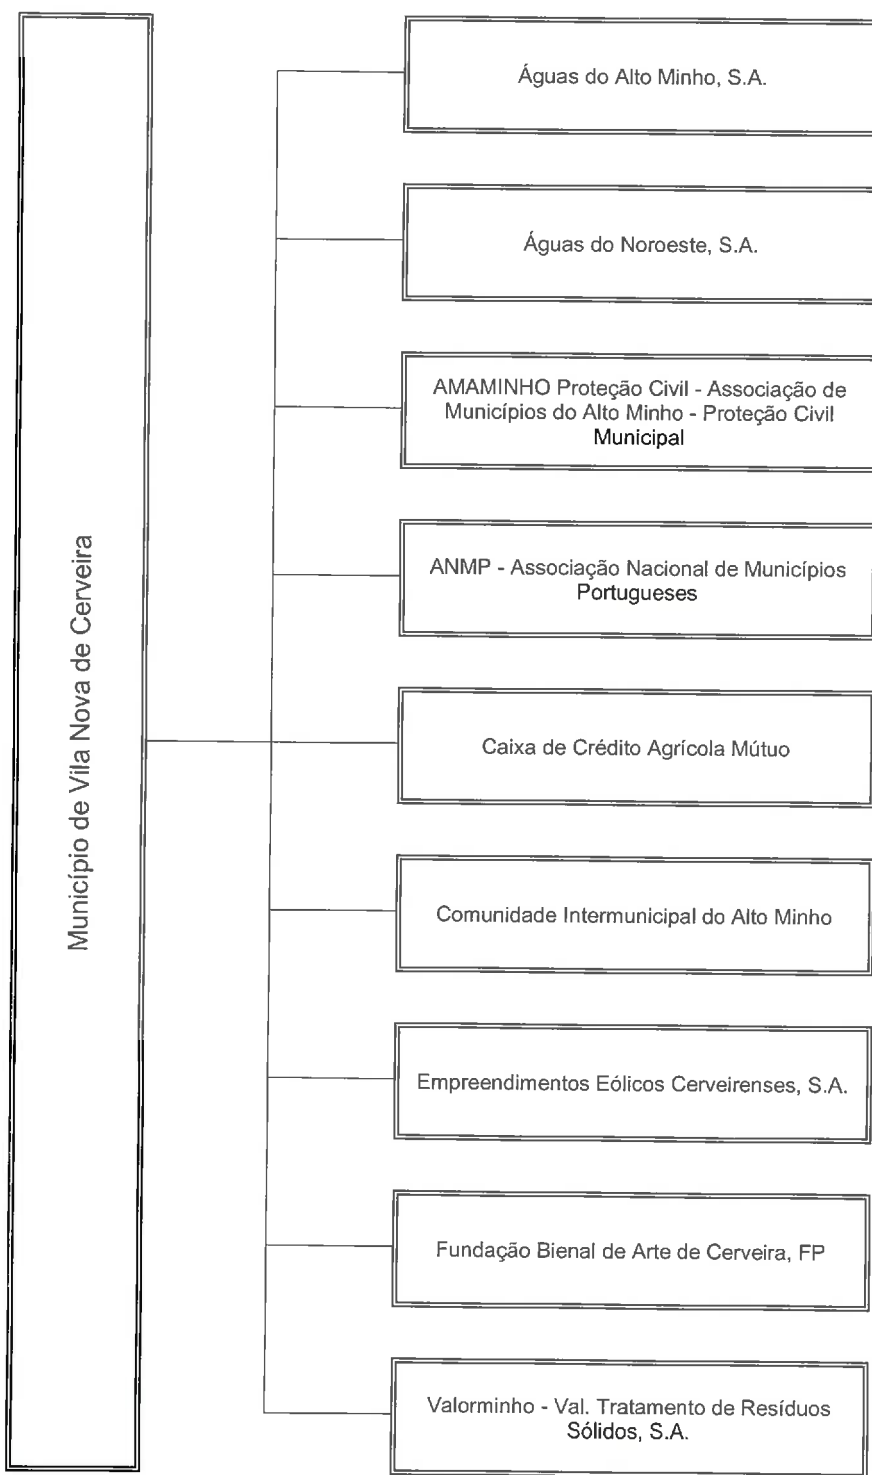 Município de Vila Nova de Cerveira
Águas do Alto Minho, S.A.
Águas do Noroeste, S.A.
AMAMINHO Proteção Civil - Associação de
Municípios do Alto Minho - Proteção Civil
Municipal
ANMP - Associação Nacional de Municípios
Portugueses
Caixa de Crédito Agrícola Mútuo
Comunidade Intermunicipal do Alto Minho
Empreendimentos Eólicos Cerveirenses, S.A.
Fundação Bienal de Arte de Cerveira, FP
Valorminho - Val. Tratamento de Resíduos
Sólidos, S.A.